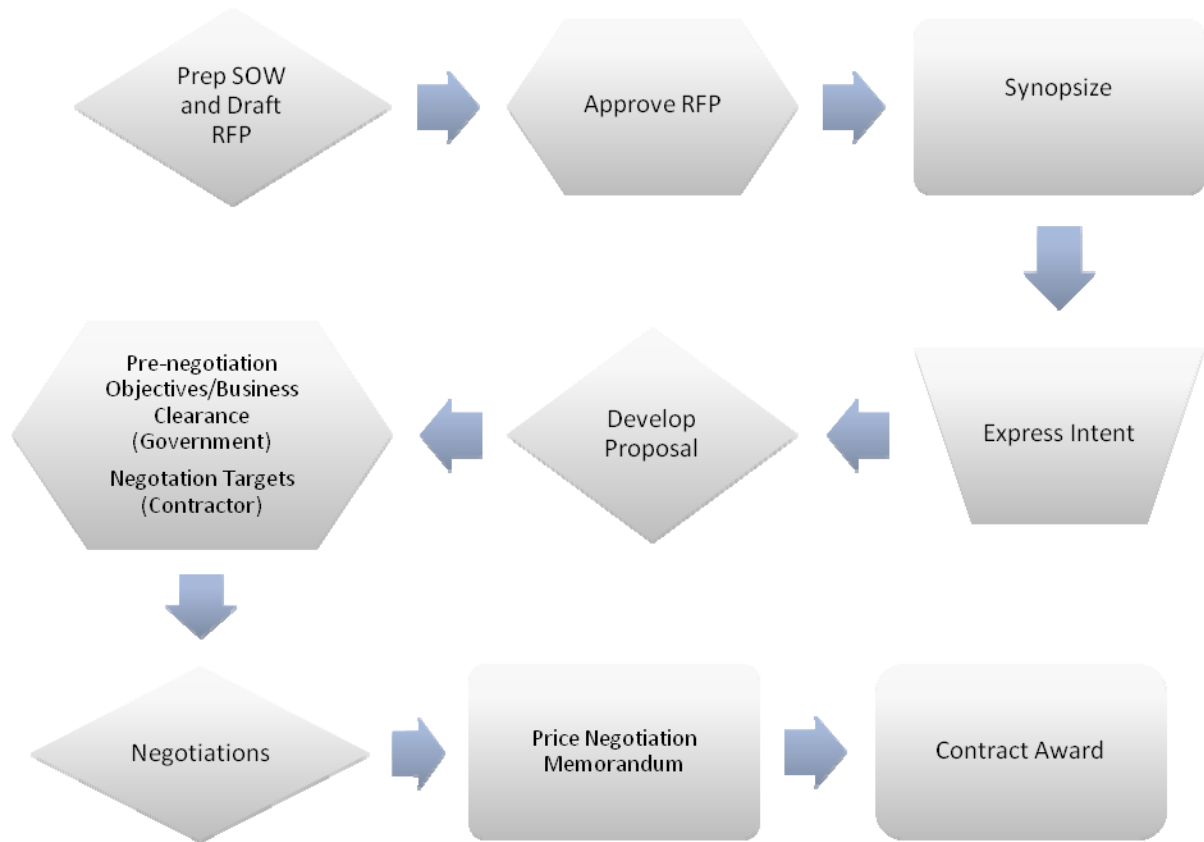 Prep SOW
and Draft
RFP
Approve RFP
Synopsize
Express Intent
Develop
Proposal
Pre-negotiation
Objectives/Business
Clearance
(Government)
Negotation Targets
(Contractor)
Negotiations
Price Negotiation
Memorandum
Contract Award